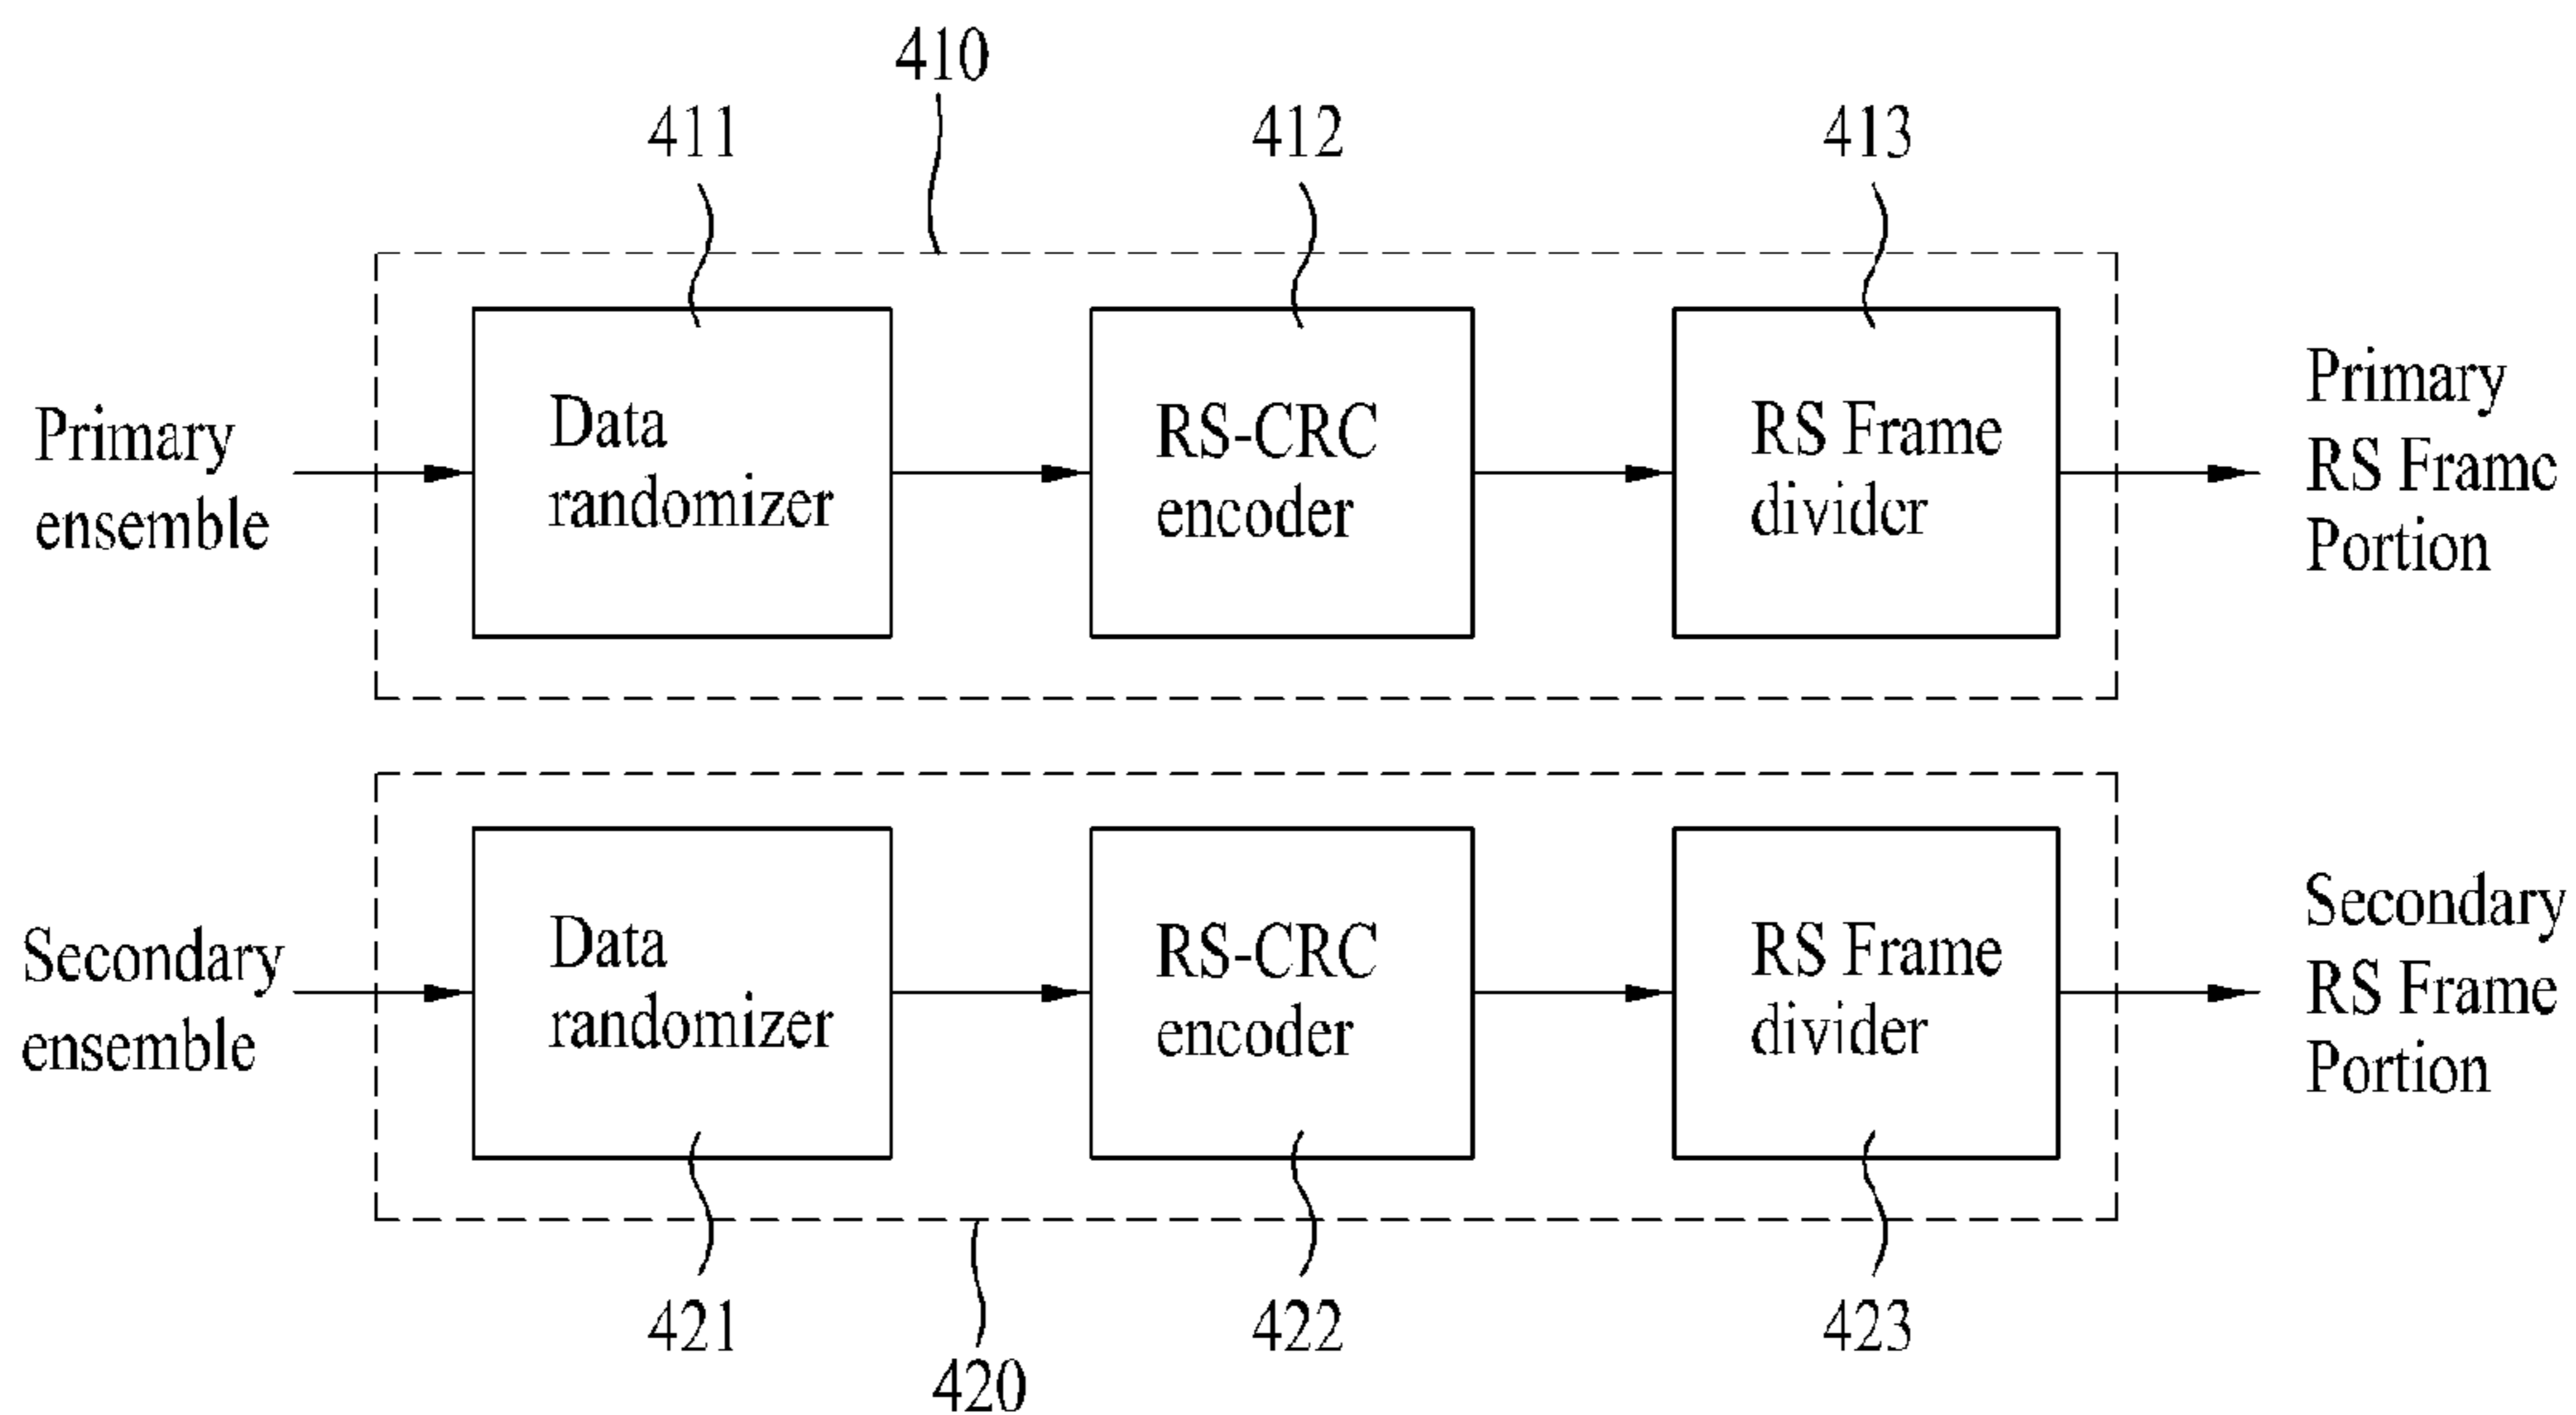 410
411
412
413
Primary
ensemble
Data
randomizer
RS-CRC
encoder
RS Frame
divider
Primary
RS Frame
Portion
Secondary
ensemble
Data
randomizer
RS-CRC
encoder
RS Frame
divider
Secondary
RS Frame
Portion
421
422
423
420